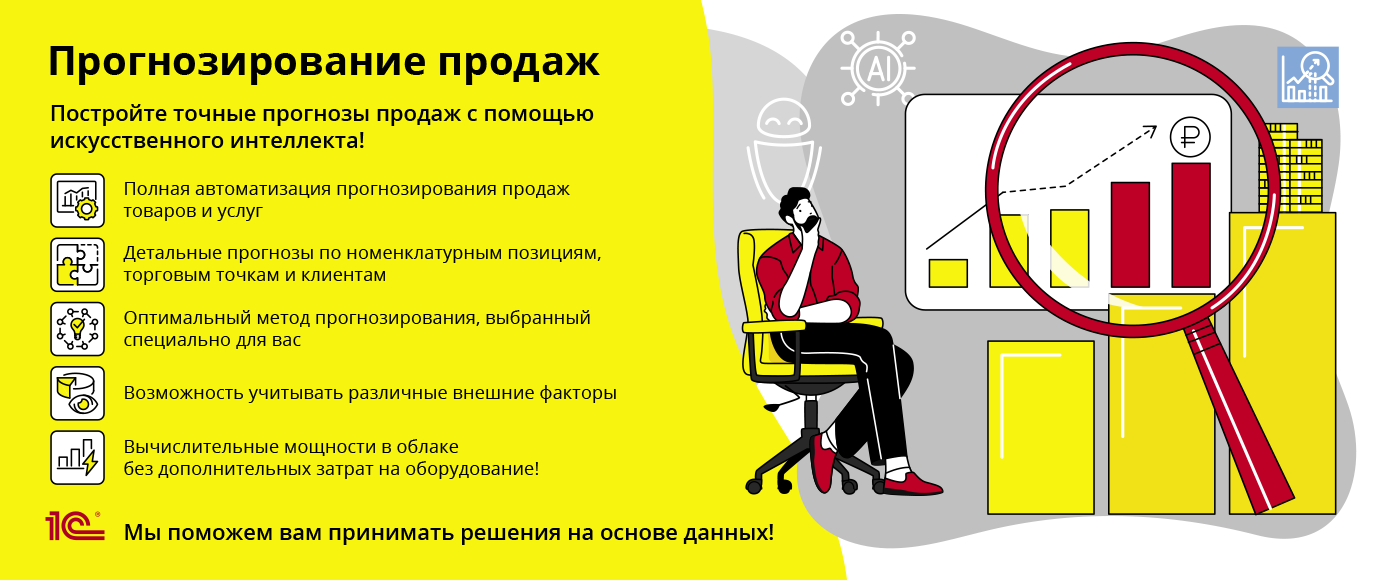 Прогнозирование продаж
Постройте точные прогнозы продаж с помощью
искусственного интеллекта!
Полная автоматизация прогнозирования продаж
товаров и услуг
Детальные прогнозы по номенклатурным позициям,
торговым точкам и клиентам
Оптимальный метод прогнозирования, выбранный
специально для вас
Возможность учитывать различные внешние факторы
Вычислительные мощности в облаке
без дополнительных затрат на оборудование!
1С®
Мы поможем вам принимать решения на основе данных!
AI
₽